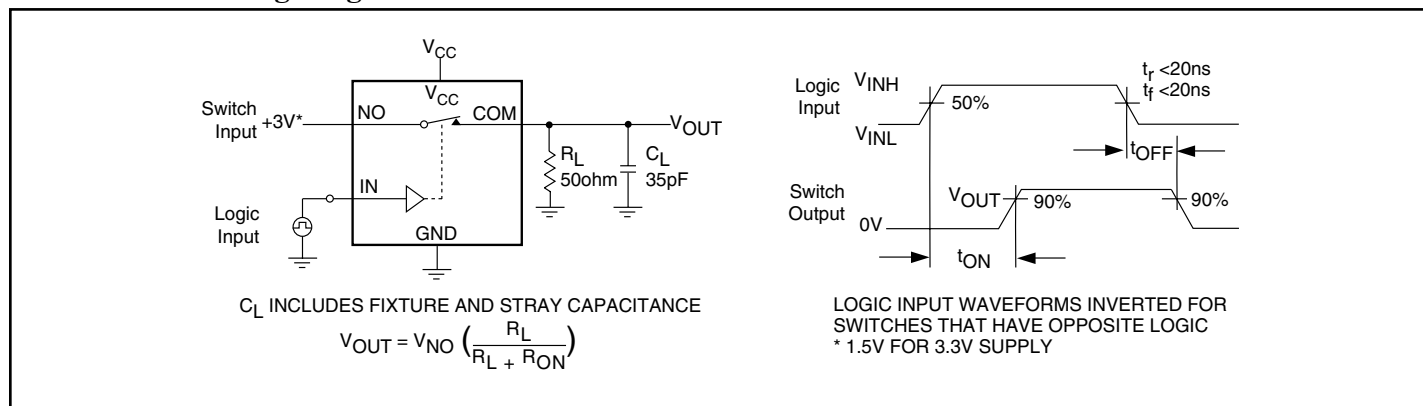 VCC
VCC
Switch
Input
+3V*
NO
COM
VOUT
RL
50ohm
CL
35pF
IN
Logic
Input
GND
CL INCLUDES FIXTURE AND STRAY CAPACITANCE
VOUT = VNO ( RL / RL + RON )
Logic
Input
VINH
VINL
50%
tr <20ns
tf <20ns
tOFF
Switch
Output
VOUT
0V
90%
90%
tON
LOGIC INPUT WAVEFORMS INVERTED FOR
SWITCHES THAT HAVE OPPOSITE LOGIC
* 1.5V FOR 3.3V SUPPLY